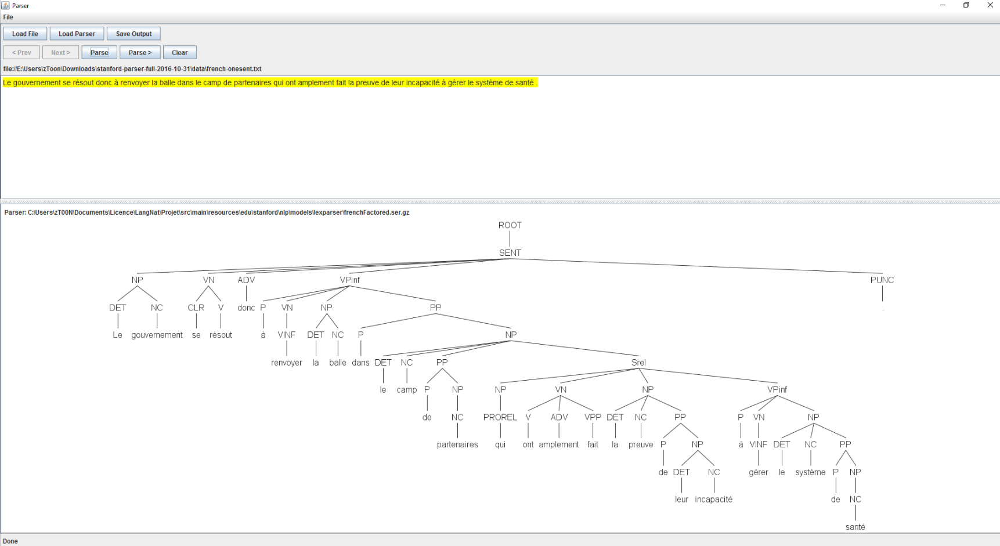 Parser
File
Load File Load Parser Save Output
< Prev Next > Parse Parse > Clear
file://E:\Users\zToon\Downloads\stanford-parser-full-2016-10-31\data\french-onesent.txt
Le gouvernement se résout donc à renvoyer la balle dans le camp de partenaires qui ont amplement fait la preuve de leur incapacité à gérer le système de santé .
Parser: C:\Users\zT00N\Documents\Licence\LangNat\Projet\src\main\resources\edu\stanford\nlp\models\lexparser\frenchFactored.ser.gz
ROOT
SENT
NP VN ADV VPinf PUNC
DET NC CLR V donc P VN NP PP .
Le gouvernement se résout à VINF DET NC P NP
renvoyer la balle dans DET NC PP Srel
le camp P NP NP VN NP VPinf
de NC PROREL V ADV VPP DET NC PP P VN NP
partenaires qui ont amplement fait la preuve P NP à VINF DET NC PP
de DET NC gérer le système P NP
leur incapacité de NC
santé
Done